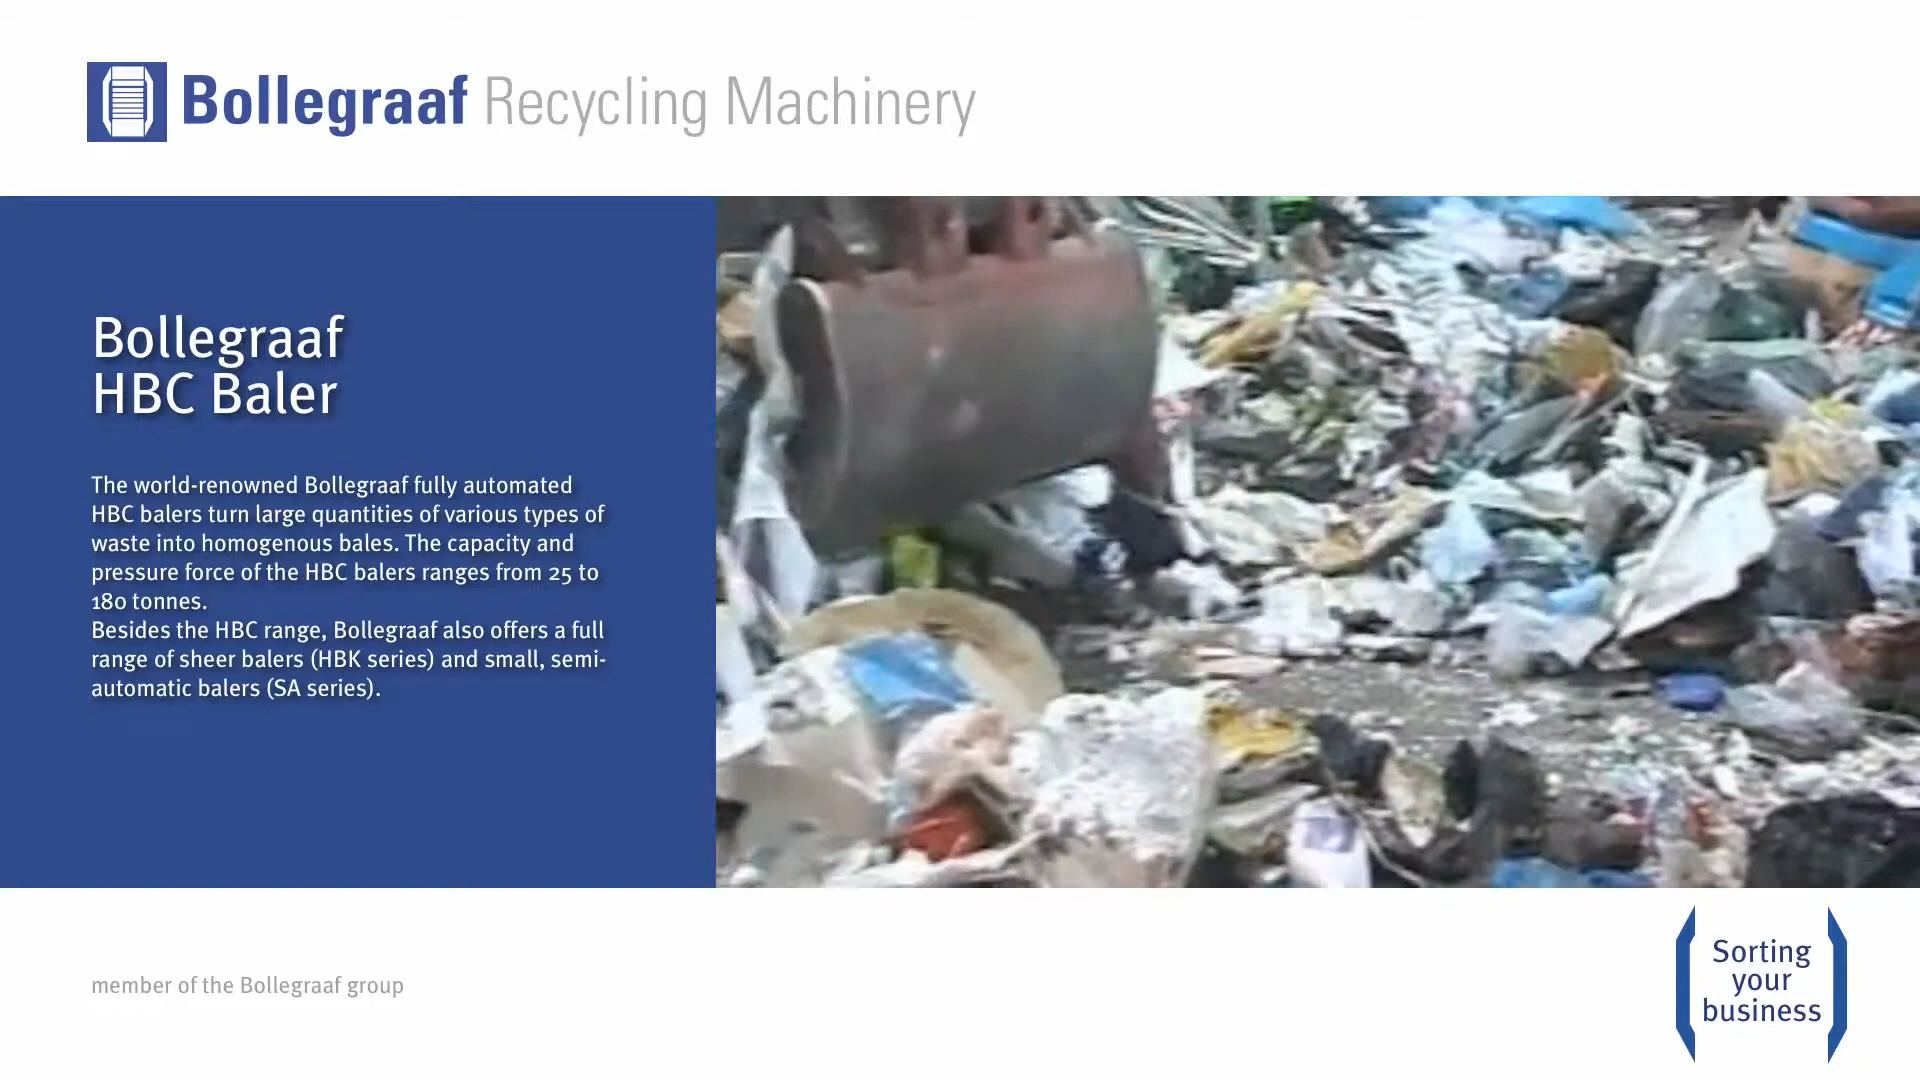 Bollegraaf Recycling Machinery
Bollegraaf
HBC Baler
The world-renowned Bollegraaf fully automated
HBC balers turn large quantities of various types of
waste into homogenous bales. The capacity and
pressure force of the HBC balers ranges from 25 to
180 tonnes.
Besides the HBC range, Bollegraaf also offers a full
range of sheer balers (HBK series) and small, semi-
automatic balers (SA series).
member of the Bollegraaf group
Sorting
your
business